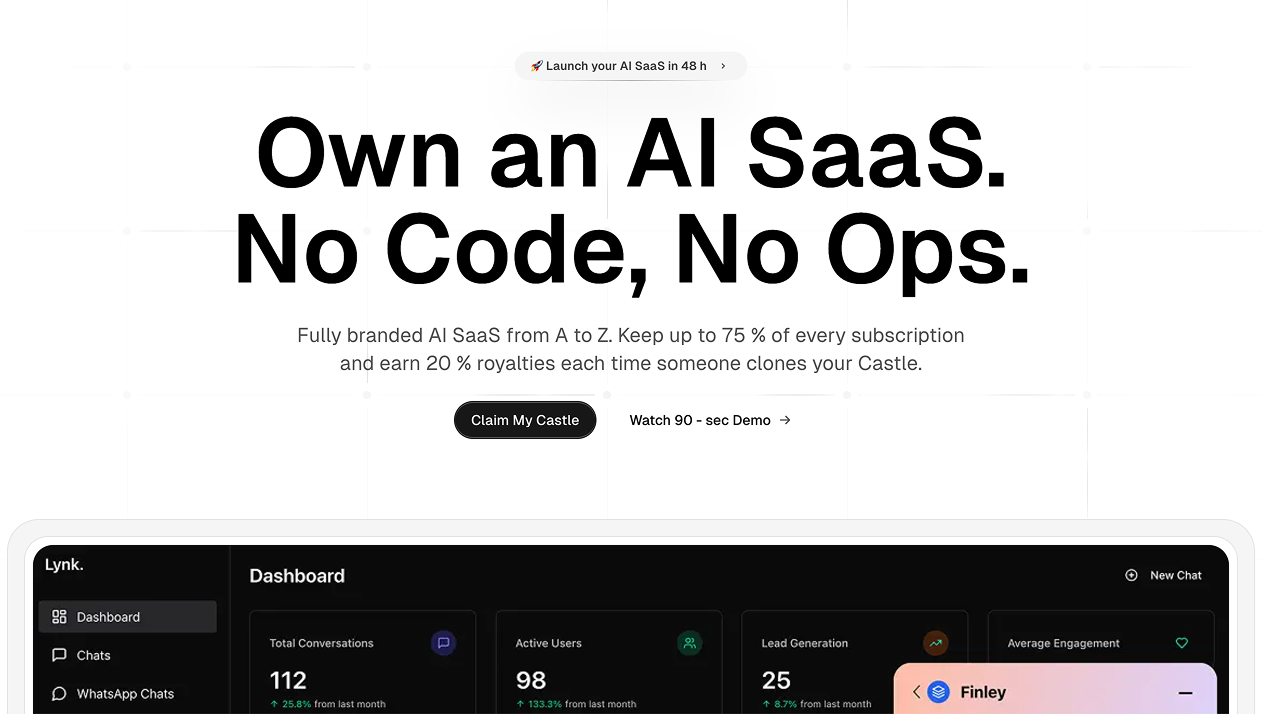 🚀 Launch your AI SaaS in 48 h
Own an AI SaaS.
No Code, No Ops.
Fully branded AI SaaS from A to Z. Keep up to 75 % of every subscription
and earn 20 % royalties each time someone clones your Castle.
Claim My Castle
Watch 90 - sec Demo →
Lynk.
Dashboard
New Chat
Dashboard
Chats
WhatsApp Chats
Total Conversations
112
↑ 25.8% from last month
Active Users
98
↑ 133.3% from last month
Lead Generation
25
↑ 8.7% from last month
Average Engagement
Finley